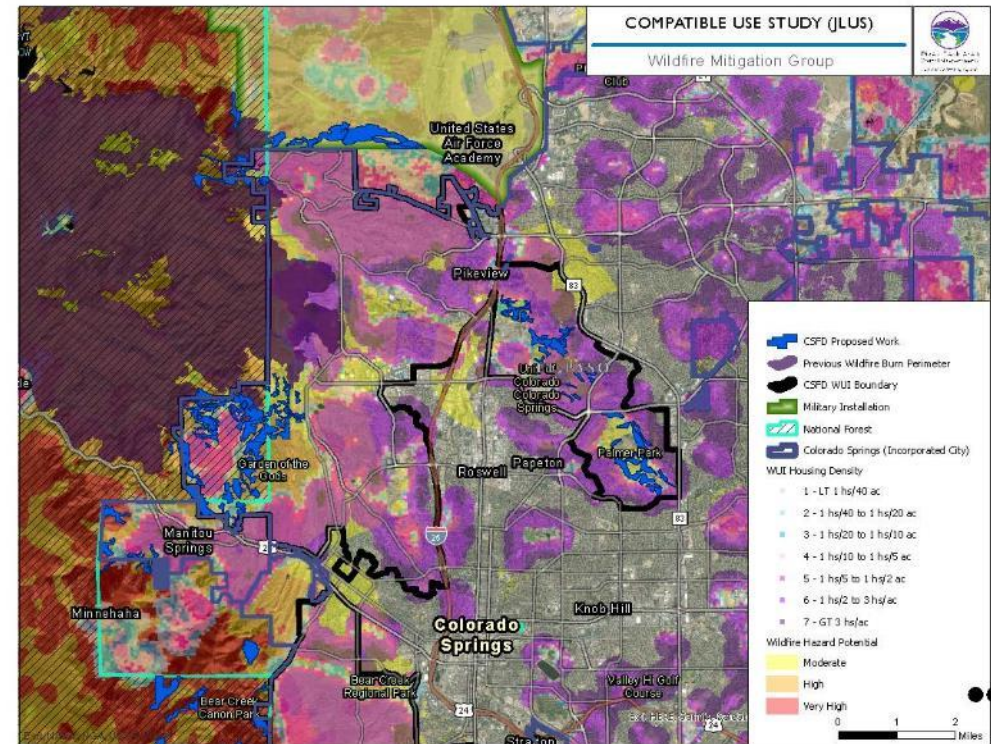 COMPATIBLE USE STUDY (JLUS)
Wildfire Mitigation Group
Club
United States
Air Force
Academy
Pikeview
83
Colorado
Colorado
Springs
Garden of the
Gods
Roswell
Papeton
Palmer Park
83
Manitou
Springs
Minnehaha
Knob Hill
Colorado
Springs
Bear Creek
Regional Park
Valley Hi Golf
Course
24
24
Stratton
CSFD Proposed Work
Previous Wildfire Burn Perimeter
CSFD WUI Boundary
Military Installation
National Forest
Colorado Springs (Incorporated City)
WUI Housing Density
1 - LT 1 hs/40 ac
2 - 1 hs/40 to 1 hs/20 ac
3 - 1 hs/20 to 1 hs/10 ac
4 - 1 hs/10 to 1 hs/5 ac
5 - 1 hs/5 to 1 hs/2 ac
6 - 1 hs/2 to 3 hs/ac
7 - GT 3 hs/ac
Wildfire Hazard Potential
Moderate
High
Very High
0 1 2
Miles